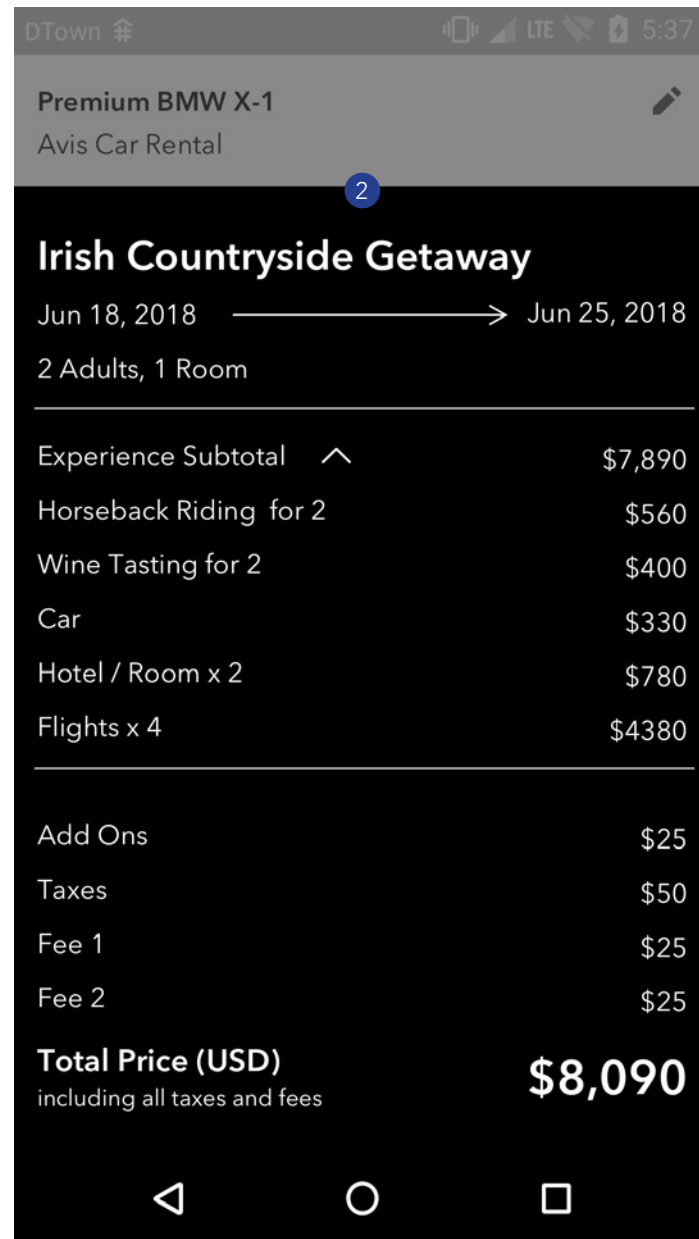 DTown LTE 5:37
Premium BMW X-1
Avis Car Rental
2
Irish Countryside Getaway
Jun 18, 2018 Jun 25, 2018
2 Adults, 1 Room
Experience Subtotal $7,890
Horseback Riding for 2 $560
Wine Tasting for 2 $400
Car $330
Hotel / Room x 2 $780
Flights x 4 $4380
Add Ons $25
Taxes $50
Fee 1 $25
Fee 2 $25
Total Price (USD) $8,090
including all taxes and fees